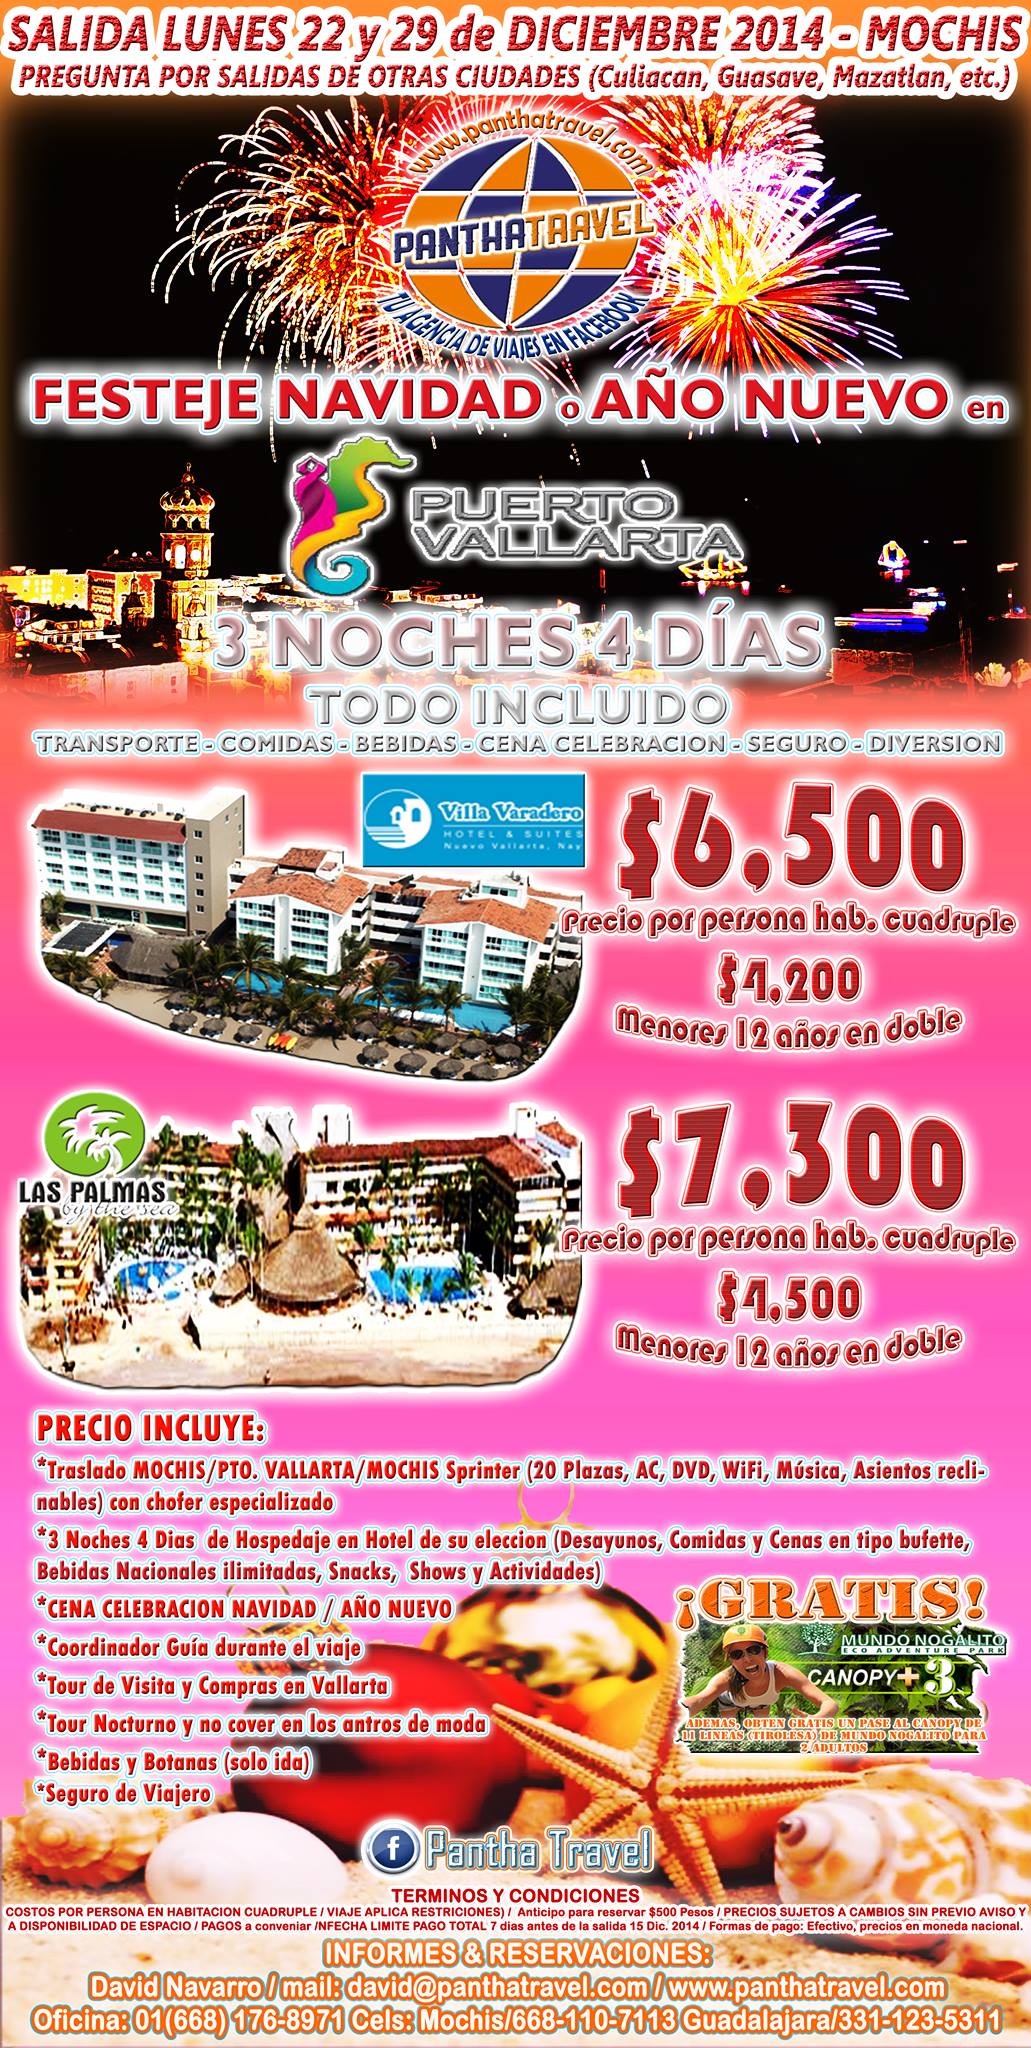 SALIDA LUNES 22 y 29 de DICIEMBRE 2014 - MOCHIS
PREGUNTA POR SALIDAS DE OTRAS CIUDADES (Culiacan, Guasave, Mazatlan, etc.)
www.panthatravel.com
PANTHATRAVEL
TU AGENCIA DE VIAJES EN FACEBOOK
FESTEJE NAVIDAD o AÑO NUEVO en
PUERTO
VALLARTA
3 NOCHES 4 DÍAS
TODO INCLUIDO
TRANSPORTE - COMIDAS - BEBIDAS - CENA CELEBRACION - SEGURO - DIVERSION
Villa Varadero
HOTEL & SUITES
Nuevo Vallarta, Nay
$6,500
Precio por persona hab. cuadruple
$4,200
Menores 12 años en doble
LAS PALMAS
by the sea
$7,300
Precio por persona hab. cuadruple
$4,500
Menores 12 años en doble
PRECIO INCLUYE:
*Traslado MOCHIS/PTO. VALLARTA/MOCHIS Sprinter (20 Plazas, AC, DVD, WiFi, Música, Asientos recli-
nables) con chofer especializado
*3 Noches 4 Dias de Hospedaje en Hotel de su eleccion (Desayunos, Comidas y Cenas en tipo bufette,
Bebidas Nacionales ilimitadas, Snacks, Shows y Actividades)
*CENA CELEBRACION NAVIDAD / AÑO NUEVO
*Coordinador Guía durante el viaje
*Tour de Visita y Compras en Vallarta
*Tour Nocturno y no cover en los antros de moda
*Bebidas y Botanas (solo ida)
*Seguro de Viajero
¡GRATIS!
MUNDO NOGALITO
ECO ADVENTURE PARK
CANOPY+3
ADEMAS, OBTEN GRATIS UN PASE AL CANOPY DE
11 LINEAS (TIROLESA) DE MUNDO NOGALITO PARA
2 ADULTOS
f Pantha Travel
TERMINOS Y CONDICIONES
COSTOS POR PERSONA EN HABITACION CUADRUPLE / VIAJE APLICA RESTRICIONES) / Anticipo para reservar $500 Pesos / PRECIOS SUJETOS A CAMBIOS SIN PREVIO AVISO Y
A DISPONIBILIDAD DE ESPACIO / PAGOS a conveniar /NFECHA LIMITE PAGO TOTAL 7 dias antes de la salida 15 Dic. 2014 / Formas de pago: Efectivo, precios en moneda nacional.
INFORMES & RESERVACIONES:
David Navarro / mail: david@panthatravel.com / www.panthatravel.com
Oficina: 01(668) 176-8971 Cels: Mochis/668-110-7113 Guadalajara/331-123-5311